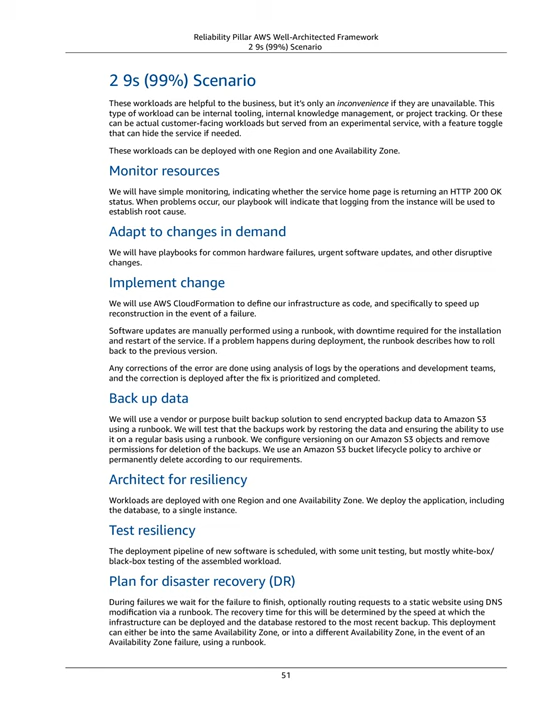 Reliability Pillar AWS Well-Architected Framework
2 9s (99%) Scenario
2 9s (99%) Scenario
These workloads are helpful to the business, but it's only an inconvenience if they are unavailable. This
type of workload can be internal tooling, internal knowledge management, or project tracking. Or these
can be actual customer-facing workloads but served from an experimental service, with a feature toggle
that can hide the service if needed.
These workloads can be deployed with one Region and one Availability Zone.
Monitor resources
We will have simple monitoring, indicating whether the service home page is returning an HTTP 200 OK
status. When problems occur, our playbook will indicate that logging from the instance will be used to
establish root cause.
Adapt to changes in demand
We will have playbooks for common hardware failures, urgent software updates, and other disruptive
changes.
Implement change
We will use AWS CloudFormation to define our infrastructure as code, and specifically to speed up
reconstruction in the event of a failure.
Software updates are manually performed using a runbook, with downtime required for the installation
and restart of the service. If a problem happens during deployment, the runbook describes how to roll
back to the previous version.
Any corrections of the error are done using analysis of logs by the operations and development teams,
and the correction is deployed after the fix is prioritized and completed.
Back up data
We will use a vendor or purpose built backup solution to send encrypted backup data to Amazon S3
using a runbook. We will test that the backups work by restoring the data and ensuring the ability to use
it on a regular basis using a runbook. We configure versioning on our Amazon S3 objects and remove
permissions for deletion of the backups. We use an Amazon S3 bucket lifecycle policy to archive or
permanently delete according to our requirements.
Architect for resiliency
Workloads are deployed with one Region and one Availability Zone. We deploy the application, including
the database, to a single instance.
Test resiliency
The deployment pipeline of new software is scheduled, with some unit testing, but mostly white-box/
black-box testing of the assembled workload.
Plan for disaster recovery (DR)
During failures we wait for the failure to finish, optionally routing requests to a static website using DNS
modification via a runbook. The recovery time for this will be determined by the speed at which the
infrastructure can be deployed and the database restored to the most recent backup. This deployment
can either be into the same Availability Zone, or into a different Availability Zone, in the event of an
Availability Zone failure, using a runbook.
51